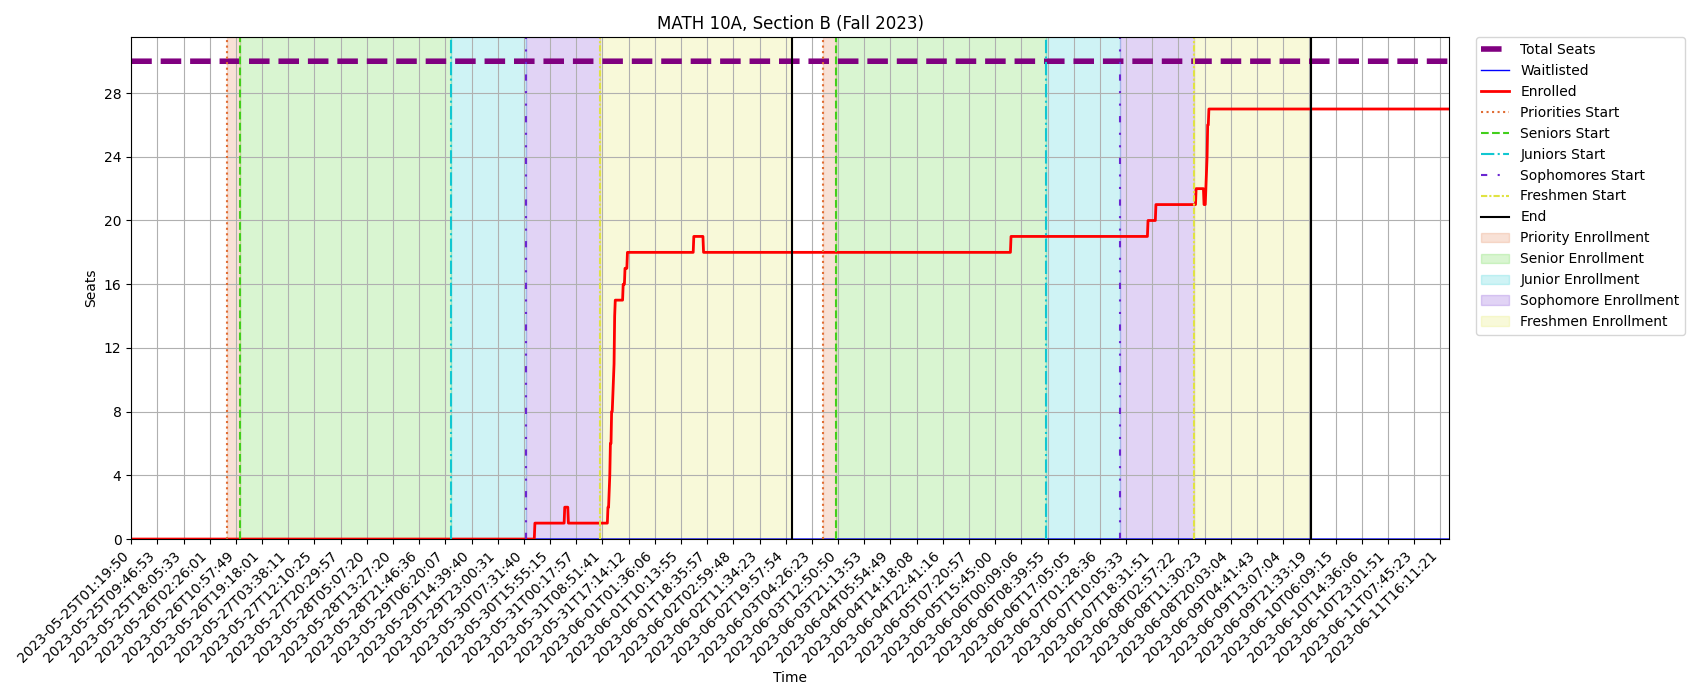 MATH 10A, Section B (Fall 2023)
Seats
28
24
20
16
12
8
4
0
2023-05-25T01:19:50
2023-05-25T09:46:53
2023-05-25T18:05:33
2023-05-26T02:26:01
2023-05-26T10:57:49
2023-05-26T19:18:01
2023-05-27T03:38:11
2023-05-27T12:10:25
2023-05-27T20:29:57
2023-05-28T05:07:20
2023-05-28T13:27:20
2023-05-28T21:46:36
2023-05-29T06:20:07
2023-05-29T14:39:40
2023-05-29T23:00:31
2023-05-30T07:31:40
2023-05-30T15:55:15
2023-05-31T00:17:57
2023-05-31T08:51:41
2023-05-31T17:14:12
2023-06-01T01:36:06
2023-06-01T10:13:55
2023-06-01T18:35:57
2023-06-02T02:59:48
2023-06-02T11:34:23
2023-06-02T19:57:54
2023-06-03T04:26:23
2023-06-03T12:50:50
2023-06-03T21:13:53
2023-06-04T05:54:49
2023-06-04T14:18:08
2023-06-04T22:41:16
2023-06-05T07:20:57
2023-06-05T15:45:00
2023-06-06T00:09:06
2023-06-06T08:39:55
2023-06-06T17:05:05
2023-06-07T01:28:36
2023-06-07T10:05:33
2023-06-07T18:31:51
2023-06-08T02:57:22
2023-06-08T11:30:23
2023-06-08T20:03:04
2023-06-09T04:41:43
2023-06-09T13:07:04
2023-06-09T21:33:19
2023-06-10T06:09:15
2023-06-10T14:36:06
2023-06-10T23:01:51
2023-06-11T07:45:23
2023-06-11T16:11:21
Time
Total Seats
Waitlisted
Enrolled
Priorities Start
Seniors Start
Juniors Start
Sophomores Start
Freshmen Start
End
Priority Enrollment
Senior Enrollment
Junior Enrollment
Sophomore Enrollment
Freshmen Enrollment